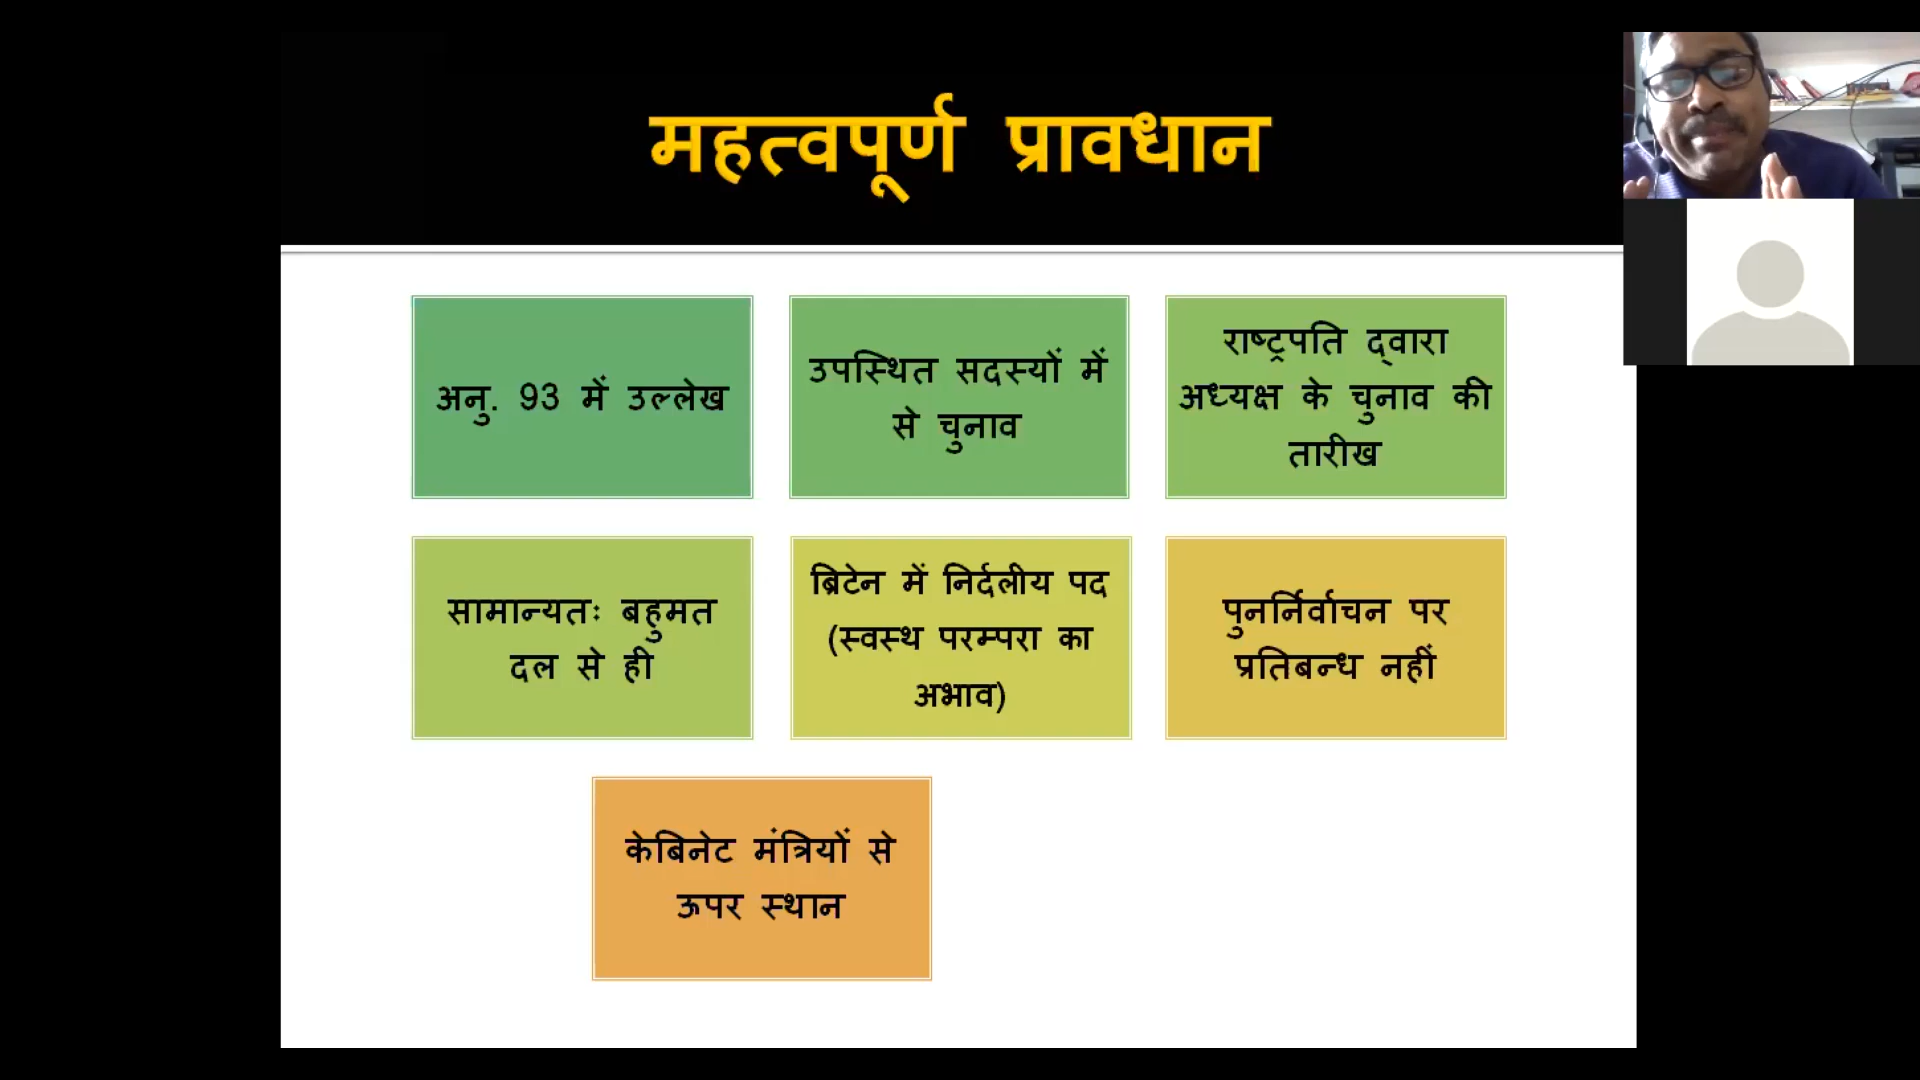 महत्वपूर्ण प्रावधान
अनु. 93 में उल्लेख
उपस्थित सदस्यों में
से चुनाव
राष्ट्रपति द्वारा
अध्यक्ष के चुनाव की
तारीख
सामान्यतः बहुमत
दल से ही
ब्रिटेन में निर्दलीय पद
(स्वस्थ परम्परा का
अभाव)
पुनर्निर्वाचन पर
प्रतिबन्ध नहीं
केबिनेट मंत्रियों से
ऊपर स्थान